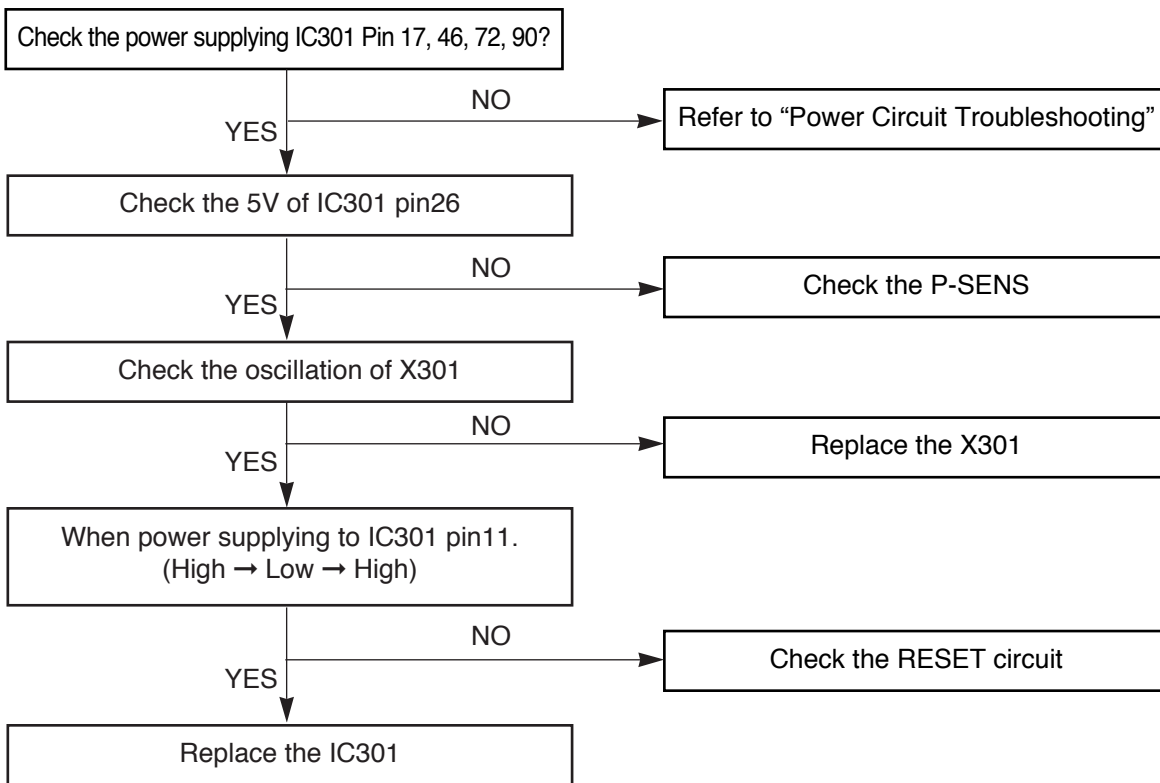 Check the power supplying IC301 Pin 17, 46, 72, 90?
NO
YES
Refer to “Power Circuit Troubleshooting”
Check the 5V of IC301 pin26
NO
YES
Check the P-SENS
Check the oscillation of X301
NO
YES
Replace the X301
When power supplying to IC301 pin11.
(High → Low → High)
NO
YES
Check the RESET circuit
Replace the IC301